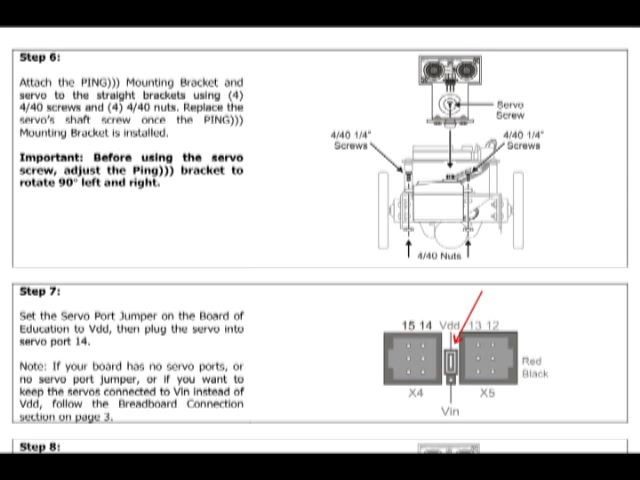 Step 6:
Attach the PING))) Mounting Bracket and
servo to the straight brackets using (4)
4/40 screws and (4) 4/40 nuts. Replace the
servo's shaft screw once the PING)))
Mounting Bracket is installed.
Important: Before using the servo
screw, adjust the Ping))) bracket to
rotate 90° left and right.
Servo
Screw
4/40 1/4"
Screws
4/40 1/4"
Screws
4/40 Nuts
Step 7:
Set the Servo Port Jumper on the Board of
Education to Vdd, then plug the servo into
servo port 14.
Note: If your board has no servo ports, or
no servo port jumper, or if you want to
keep the servos connected to Vin instead of
Vdd, follow the Breadboard Connection
section on page 3.
15 14 Vdd 13 12
Red
Black
X4 X5
Vin
Step 8: